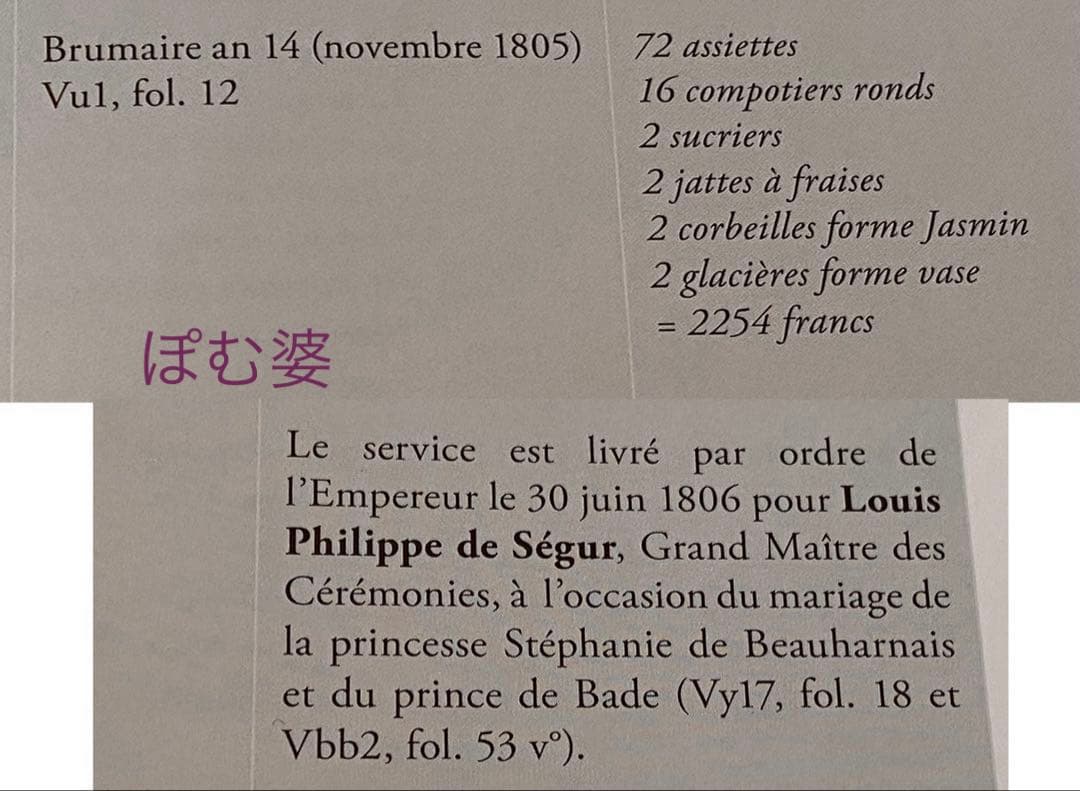 Brumaire an 14 (novembre 1805)
Vu1, fol. 12
72 assiettes
16 compotiers ronds
2 sucriers
2 jattes à fraises
2 corbeilles forme Jasmin
2 glacières forme vase
= 2254 francs
ぽむ婆
Le service est livré par ordre de
l’Empereur le 30 juin 1806 pour Louis
Philippe de Ségur, Grand Maître des
Cérémonies, à l’occasion du mariage de
la princesse Stéphanie de Beauharnais
et du prince de Bade (Vy17, fol. 18 et
Vbb2, fol. 53 v°).